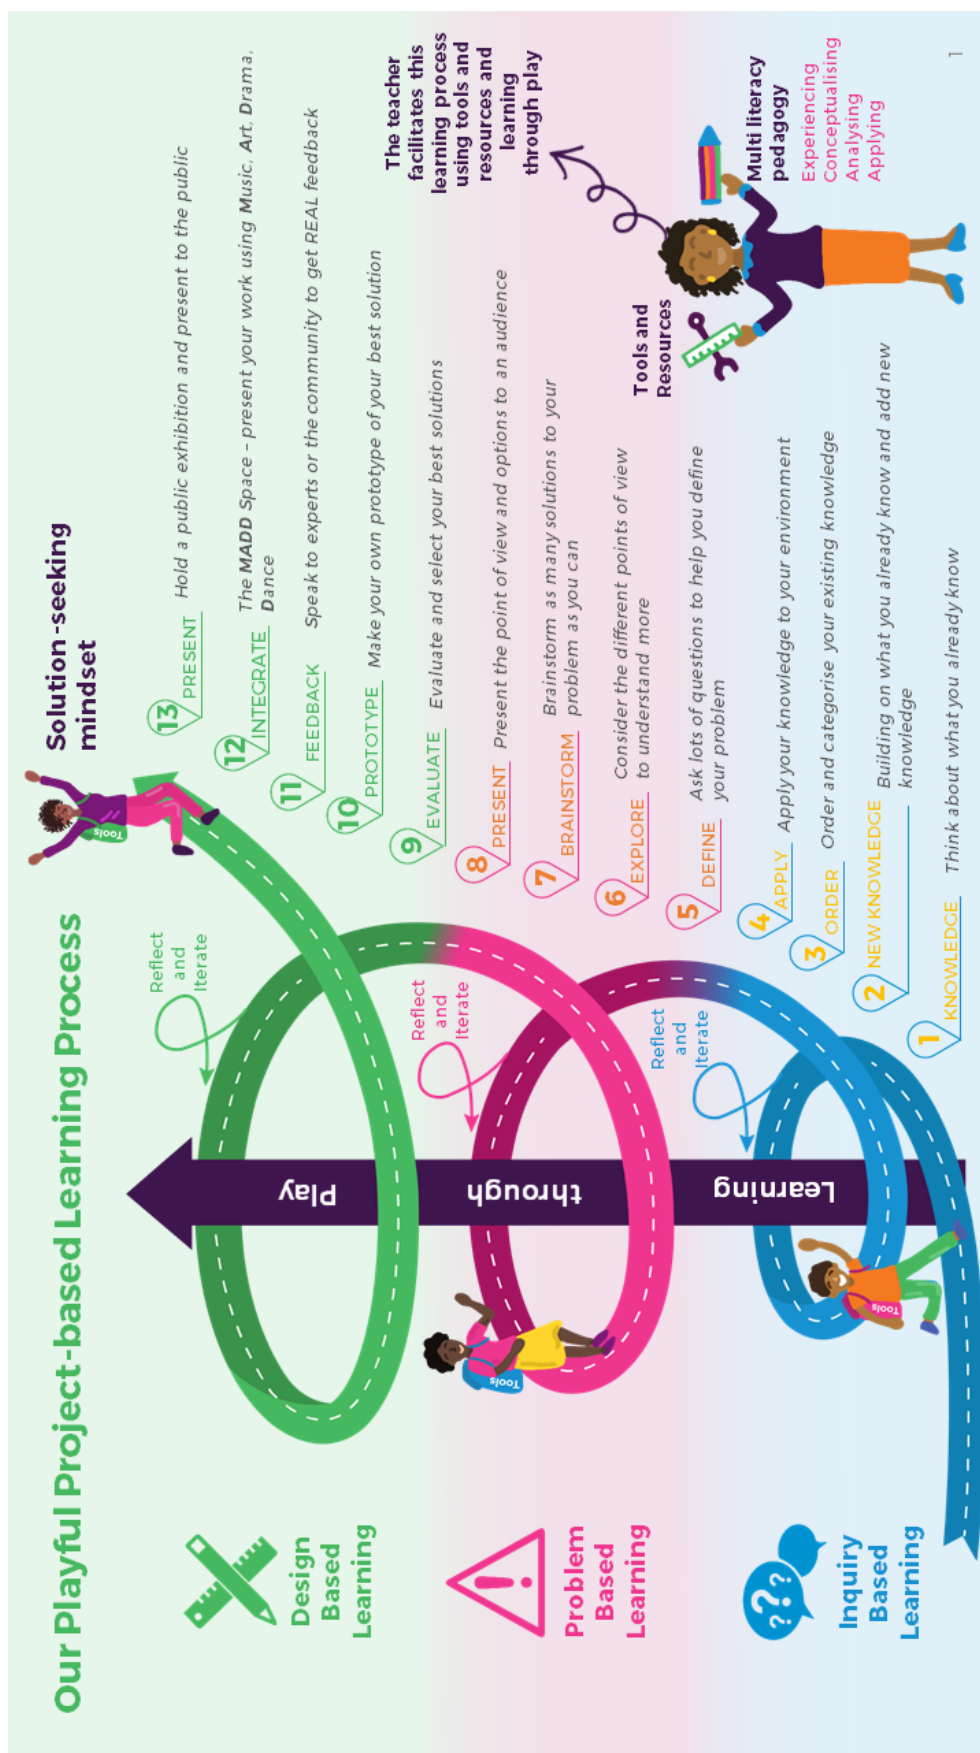 Our Playful Project-based Learning Process
Solution-seeking
mindset
Design
Based
Learning
Problem
Based
Learning
Inquiry
Based
Learning
Play
through
Learning
Reflect
and
Iterate
Reflect
and
Iterate
Reflect
and
Iterate
Tools
Tools
Tools
13 PRESENT Hold a public exhibition and present to the public
12 INTEGRATE The MADD Space – present your work using Music, Art, Drama,
Dance
11 FEEDBACK Speak to experts or the community to get REAL feedback
10 PROTOTYPE Make your own prototype of your best solution
9 EVALUATE Evaluate and select your best solutions
8 PRESENT Present the point of view and options to an audience
7 BRAINSTORM Brainstorm as many solutions to your
problem as you can
6 EXPLORE Consider the different points of view
to understand more
5 DEFINE Ask lots of questions to help you define
your problem
4 APPLY Apply your knowledge to your environment
3 ORDER Order and categorise your existing knowledge
2 NEW KNOWLEDGE Building on what you already know and add new
knowledge
1 KNOWLEDGE Think about what you already know
The teacher
facilitates this
learning process
using tools and
resources and
learning
through play
Tools and
Resources
Multi literacy
pedagogy
Experiencing
Conceptualising
Analysing
Applying
1